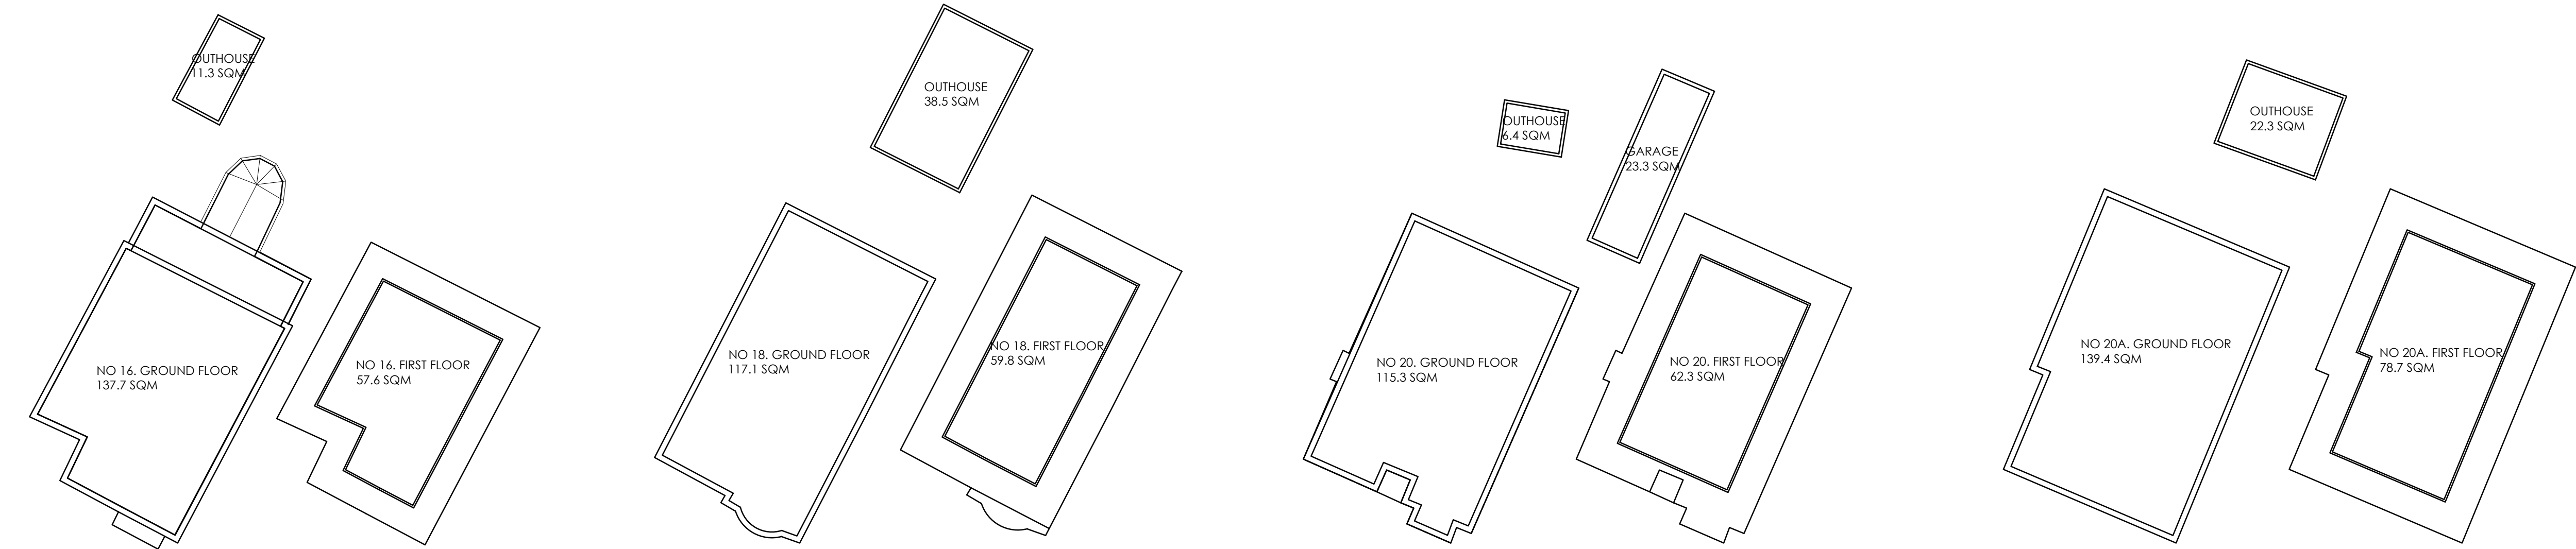 OUTHOUSE
11.3 SQM
NO 16. GROUND FLOOR
137.7 SQM
NO 16. FIRST FLOOR
57.6 SQM
OUTHOUSE
38.5 SQM
NO 18. GROUND FLOOR
117.1 SQM
NO 18. FIRST FLOOR
59.8 SQM
OUTHOUSE
6.4 SQM
GARAGE
23.3 SQM
NO 20. GROUND FLOOR
115.3 SQM
NO 20. FIRST FLOOR
62.3 SQM
OUTHOUSE
22.3 SQM
NO 20A. GROUND FLOOR
139.4 SQM
NO 20A. FIRST FLOOR
78.7 SQM